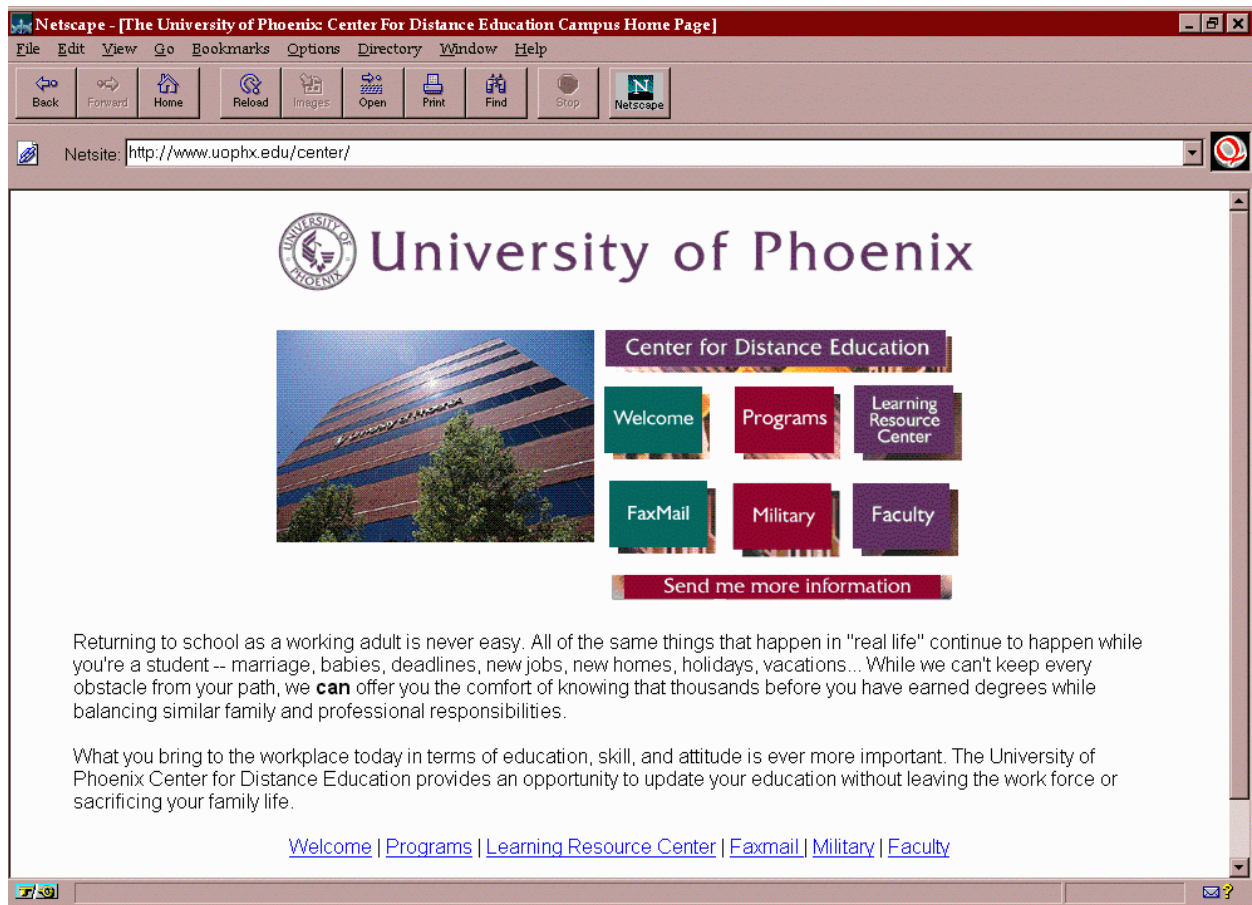 Netscape - [The University of Phoenix: Center For Distance Education Campus Home Page]
File Edit View Go Bookmarks Options Directory Window Help
Back Forward Home Reload Images Open Print Find Stop Netscape
N
Netsite: http://www.uophx.edu/center/
UNIVERSITY OF PHOENIX
University of Phoenix
University of Phoenix
Center for Distance Education
Welcome
Programs
Learning
Resource
Center
FaxMail
Military
Faculty
Send me more information
Returning to school as a working adult is never easy. All of the same things that happen in "real life" continue to happen while
you're a student -- marriage, babies, deadlines, new jobs, new homes, holidays, vacations... While we can't keep every
obstacle from your path, we can offer you the comfort of knowing that thousands before you have earned degrees while
balancing similar family and professional responsibilities.
What you bring to the workplace today in terms of education, skill, and attitude is ever more important. The University of
Phoenix Center for Distance Education provides an opportunity to update your education without leaving the work force or
sacrificing your family life.
Welcome | Programs | Learning Resource Center | Faxmail | Military | Faculty
?